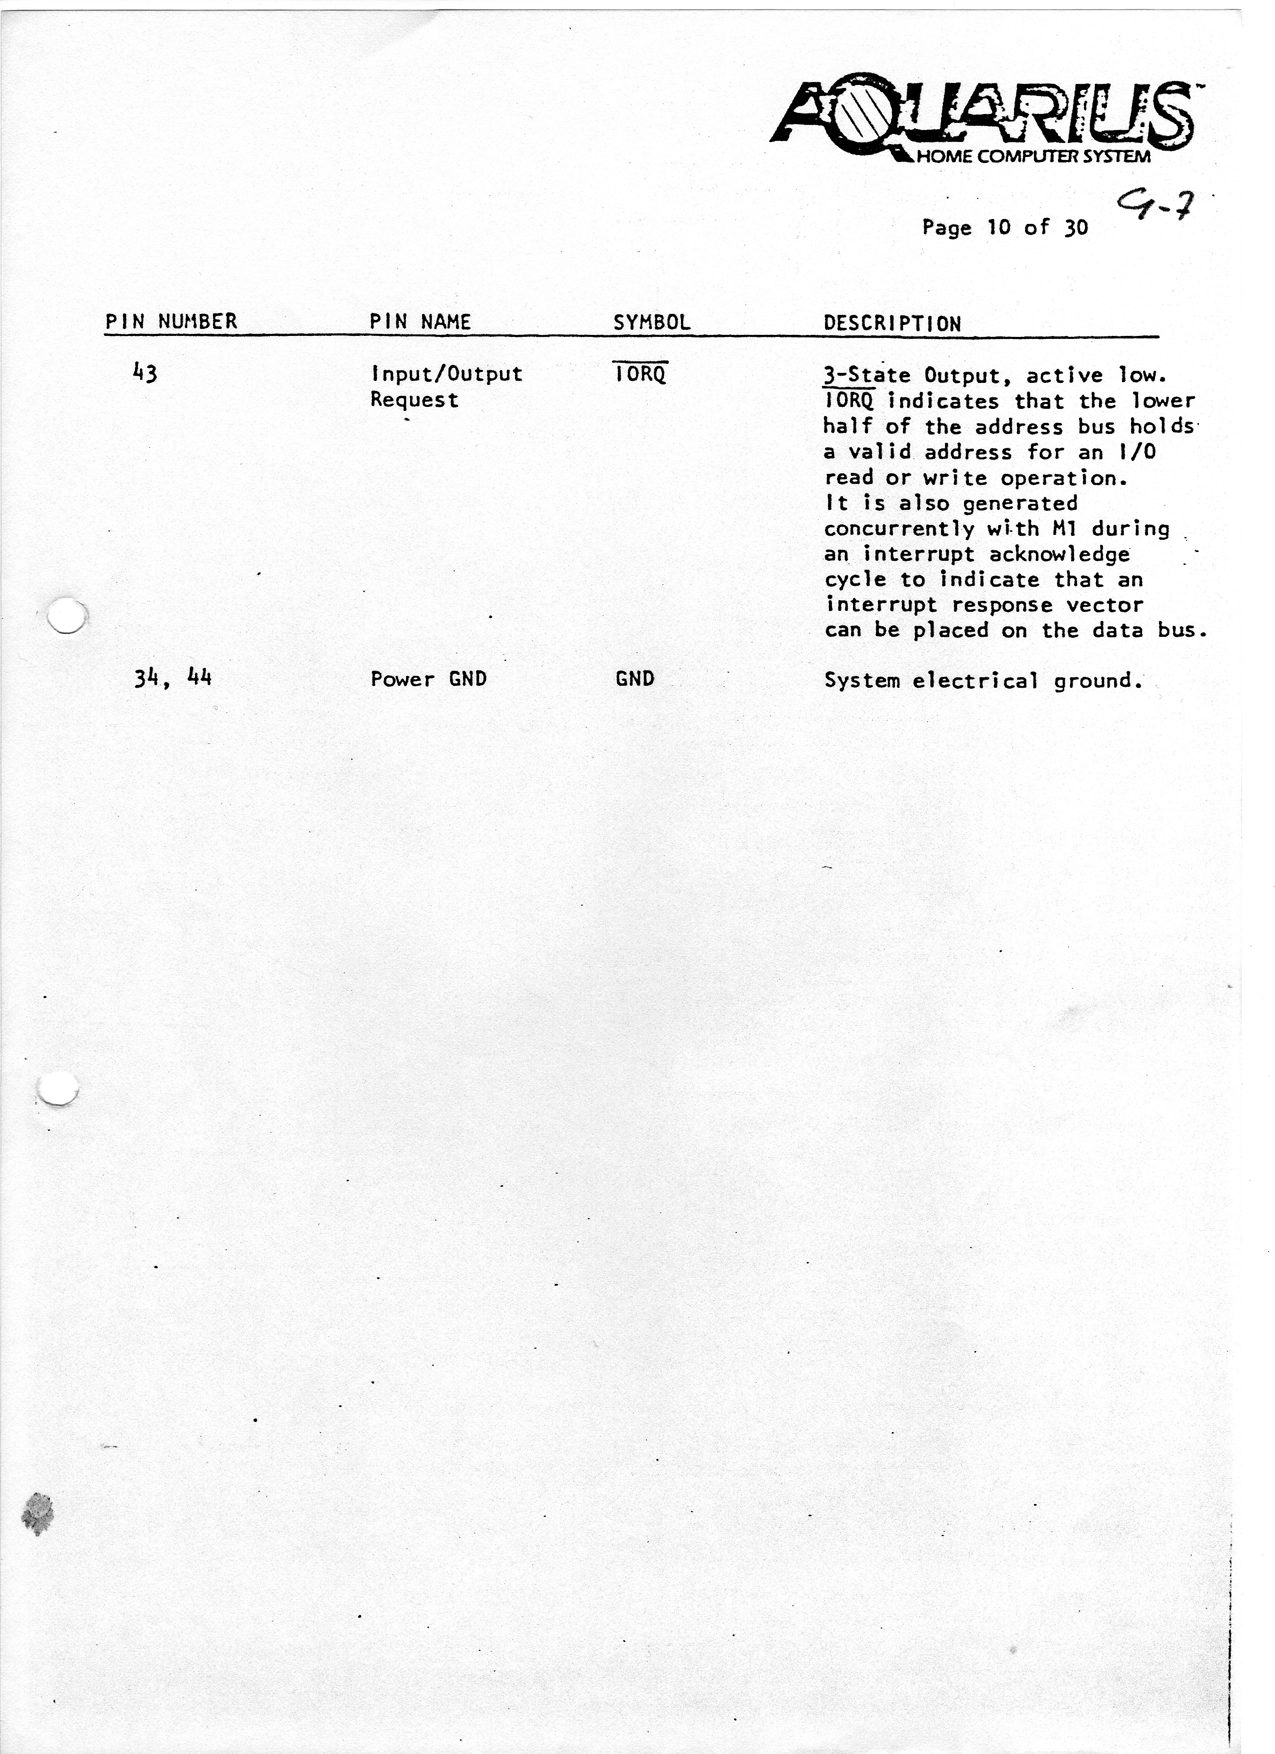 AQUARIUS™
HOME COMPUTER SYSTEM
G-7
Page 10 of 30
PIN NUMBER PIN NAME SYMBOL DESCRIPTION
43 Input/Output Request IORQ 3-State Output, active low.
IORQ indicates that the lower
half of the address bus holds
a valid address for an I/O
read or write operation.
It is also generated
concurrently with M1 during
an interrupt acknowledge
cycle to indicate that an
interrupt response vector
can be placed on the data bus.
34, 44 Power GND GND System electrical ground.